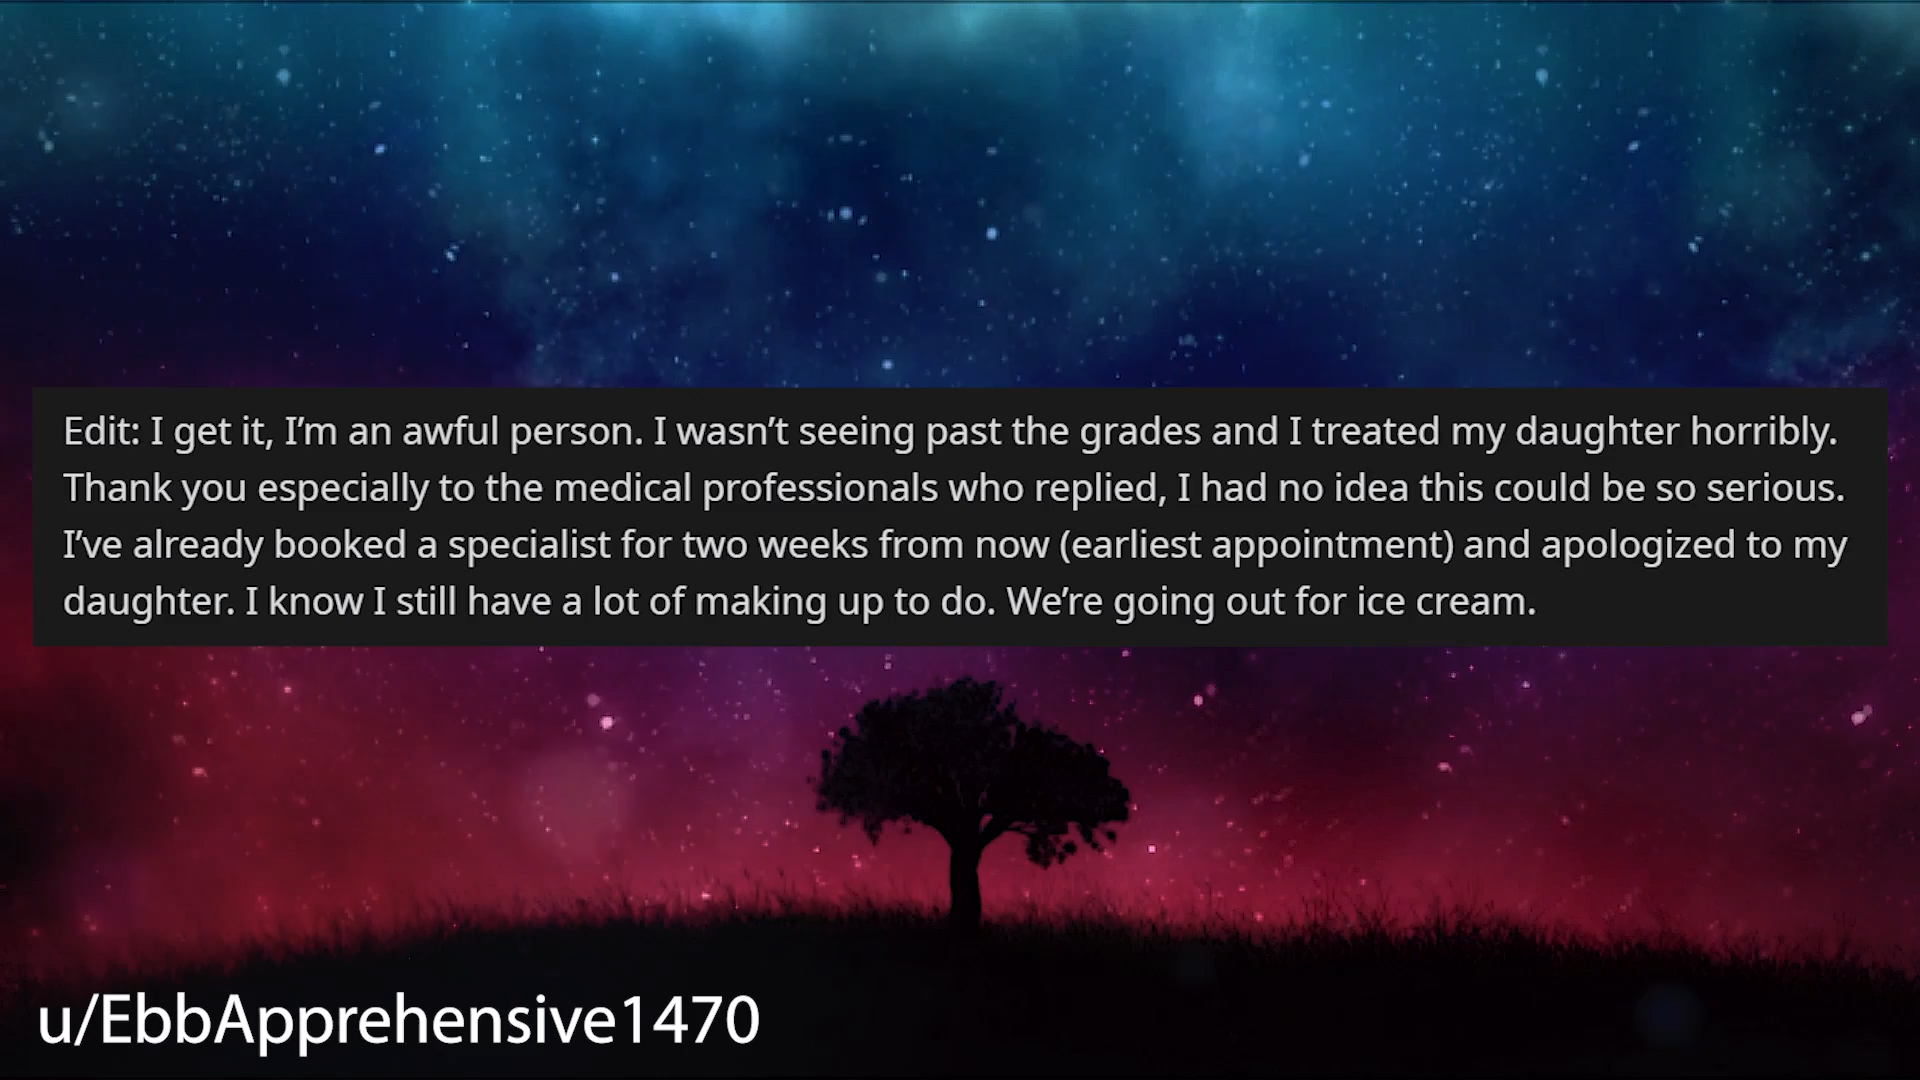 Edit: I get it, I’m an awful person. I wasn’t seeing past the grades and I treated my daughter horribly.
Thank you especially to the medical professionals who replied, I had no idea this could be so serious.
I’ve already booked a specialist for two weeks from now (earliest appointment) and apologized to my
daughter. I know I still have a lot of making up to do. We’re going out for ice cream.
u/EbbApprehensive1470